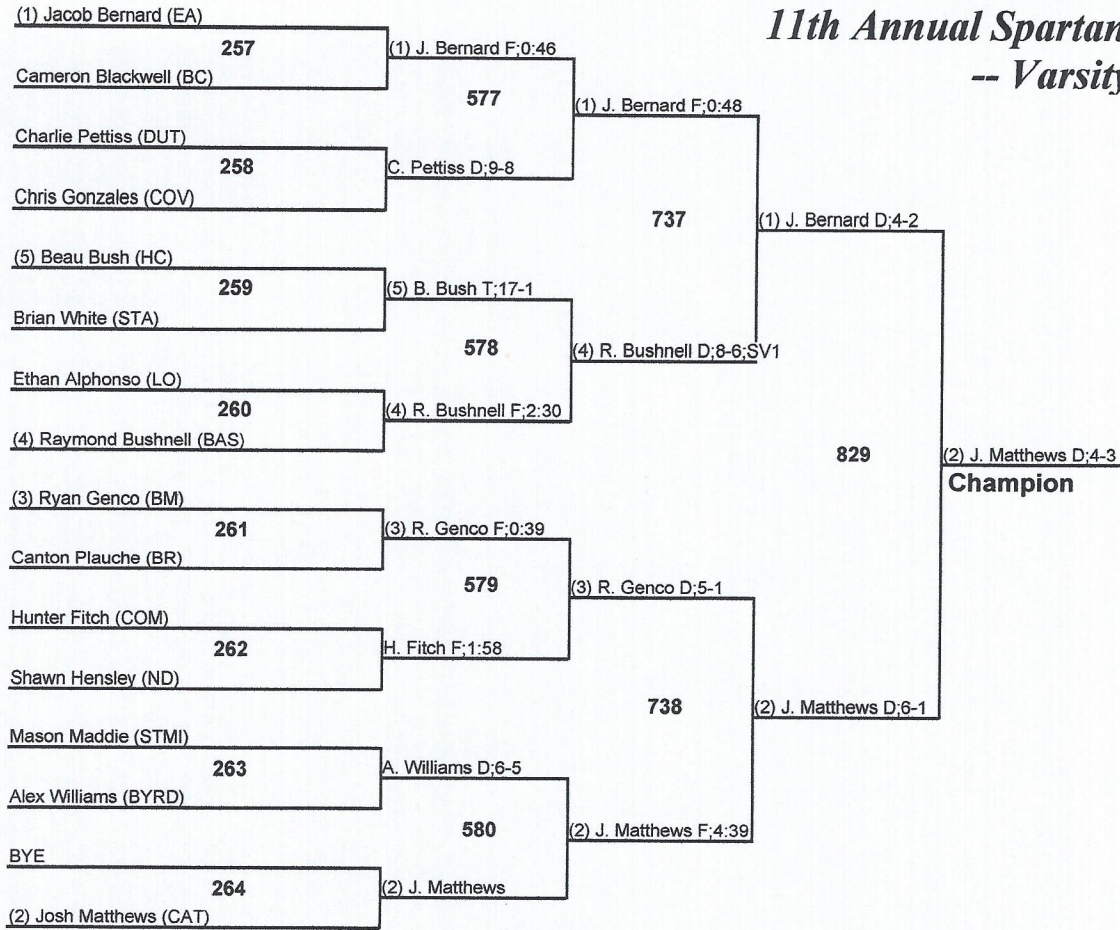 11th Annual Spartan
-- Varsity
(1) Jacob Bernard (EA)
257
Cameron Blackwell (BC)
(1) J. Bernard F;0:46
577
Charlie Pettiss (DUT)
258
Chris Gonzales (COV)
C. Pettiss D;9-8
(1) J. Bernard F;0:48
737
(5) Beau Bush (HC)
259
Brian White (STA)
(5) B. Bush T;17-1
578
Ethan Alphonso (LO)
260
(4) Raymond Bushnell (BAS)
(4) R. Bushnell F;2:30
(4) R. Bushnell D;8-6;SV1
(1) J. Bernard D;4-2
829
(3) Ryan Genco (BM)
261
Canton Plauche (BR)
(3) R. Genco F;0:39
579
Hunter Fitch (COM)
262
Shawn Hensley (ND)
H. Fitch F;1:58
(3) R. Genco D;5-1
738
Mason Maddie (STMI)
263
Alex Williams (BYRD)
A. Williams D;6-5
580
BYE
264
(2) Josh Matthews (CAT)
(2) J. Matthews
(2) J. Matthews F;4:39
(2) J. Matthews D;6-1
(2) J. Matthews D;4-3
Champion